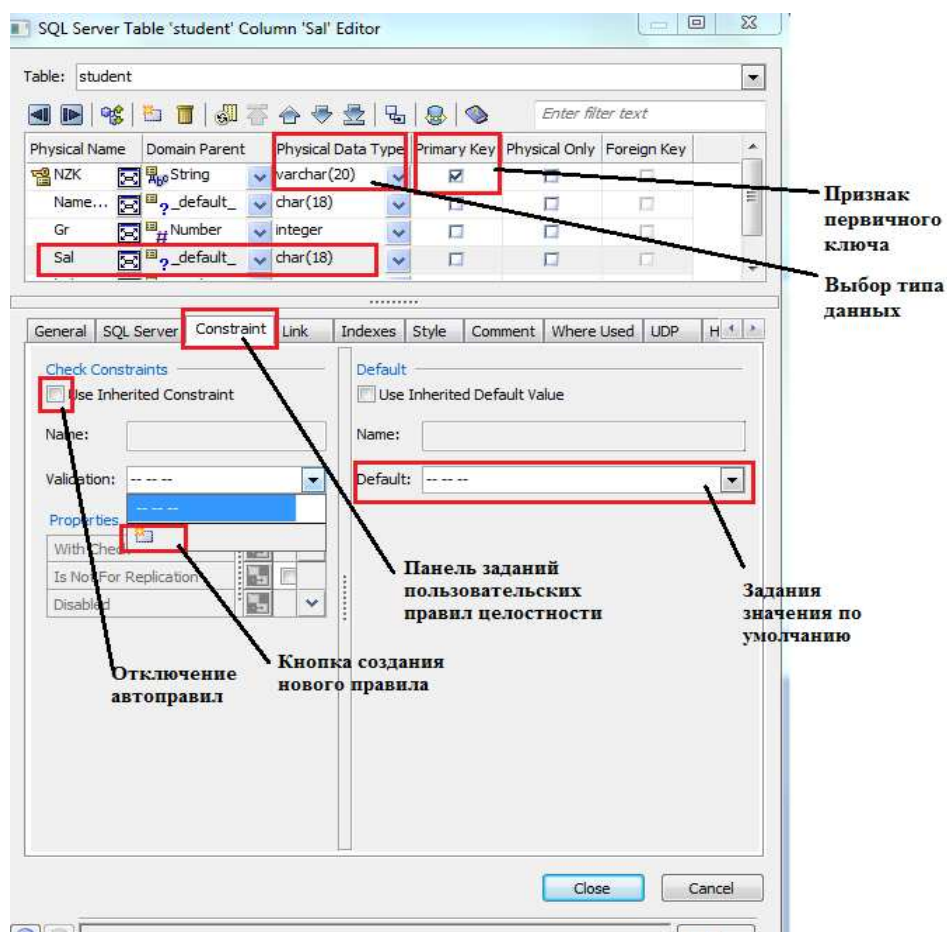 SQL Server Table 'student' Column 'Sal' Editor
Table: student
Enter filter text
Physical Name Domain Parent Physical Data Type Primary Key Physical Only Foreign Key
NZK String varchar(20)
Name... _default_ char(18)
Gr Number integer
Sal _default_ char(18)
Признак
первичного
ключа
Выбор типа
данных
General SQL Server Constraint Link Indexes Style Comment Where Used UDP H
Check Constraints
Use Inherited Constraint
Name:
Validation: -- -- --
-- -- --
Properties
With Check
Is Not For Replication
Disabled
Default
Use Inherited Default Value
Name:
Default: -- -- --
Панель заданий
пользовательских
правил целостности
Задания
значения по
умолчанию
Отключение
автоправил
Кнопка создания
нового правила
Close Cancel